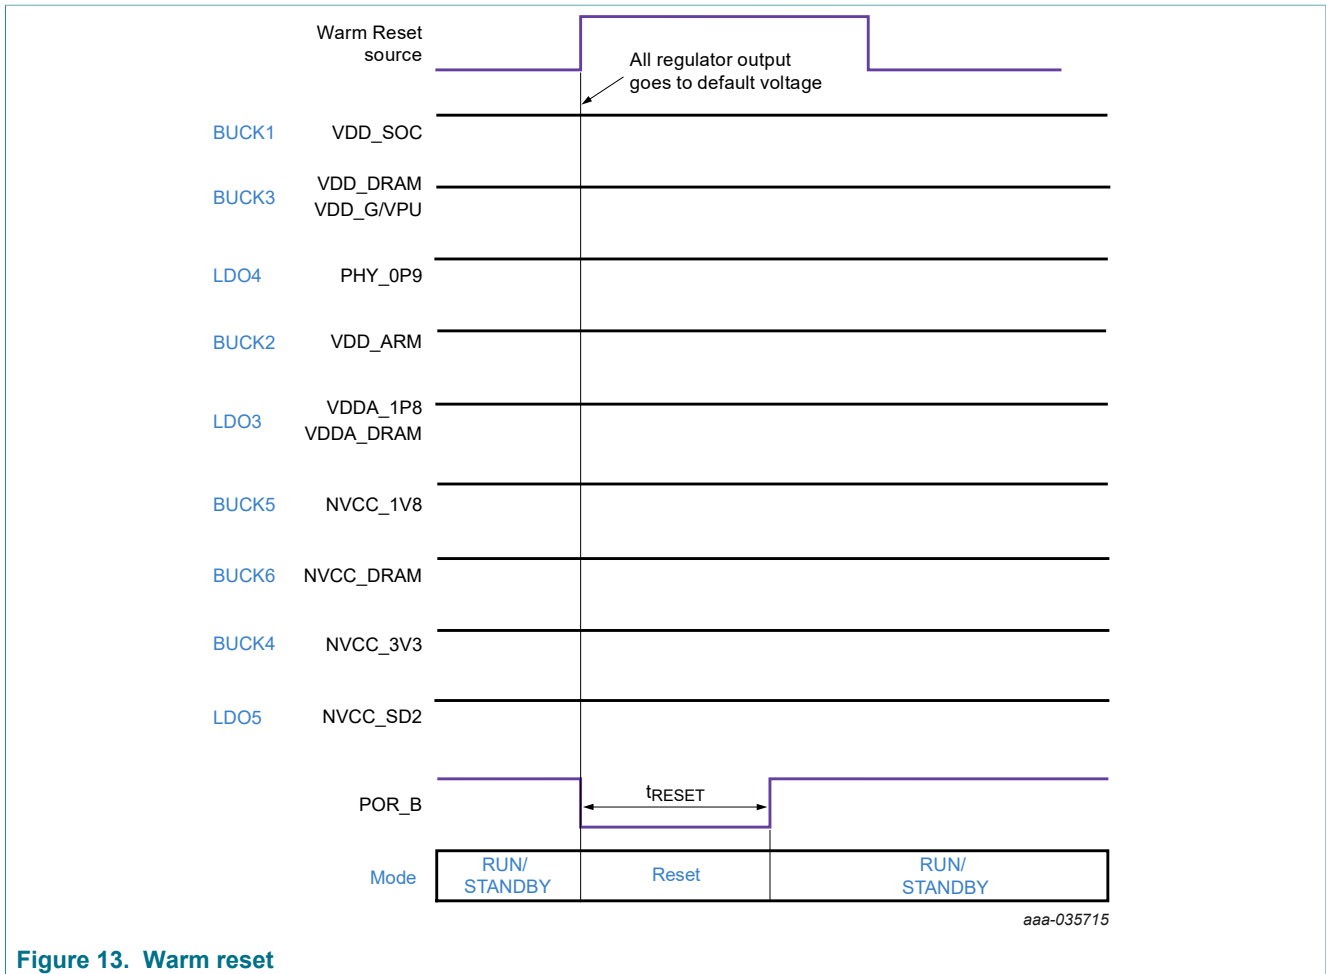 Warm Reset
source
All regulator output
goes to default voltage
BUCK1 VDD_SOC
VDD_DRAM
BUCK3
VDD_G/VPU
LDO4 PHY_0P9
BUCK2 VDD_ARM
VDDA_1P8
LDO3
VDDA_DRAM
BUCK5 NVCC_1V8
BUCK6 NVCC_DRAM
BUCK4 NVCC_3V3
LDO5 NVCC_SD2
tRESET
POR_B
Mode
RUN/
STANDBY
Reset
RUN/
STANDBY
aaa-035715
Figure 13. Warm reset